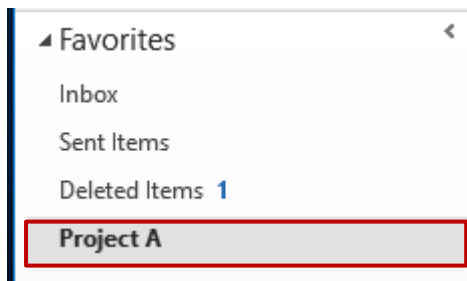 Favorites
Inbox
Sent Items
Deleted Items 1
Project A